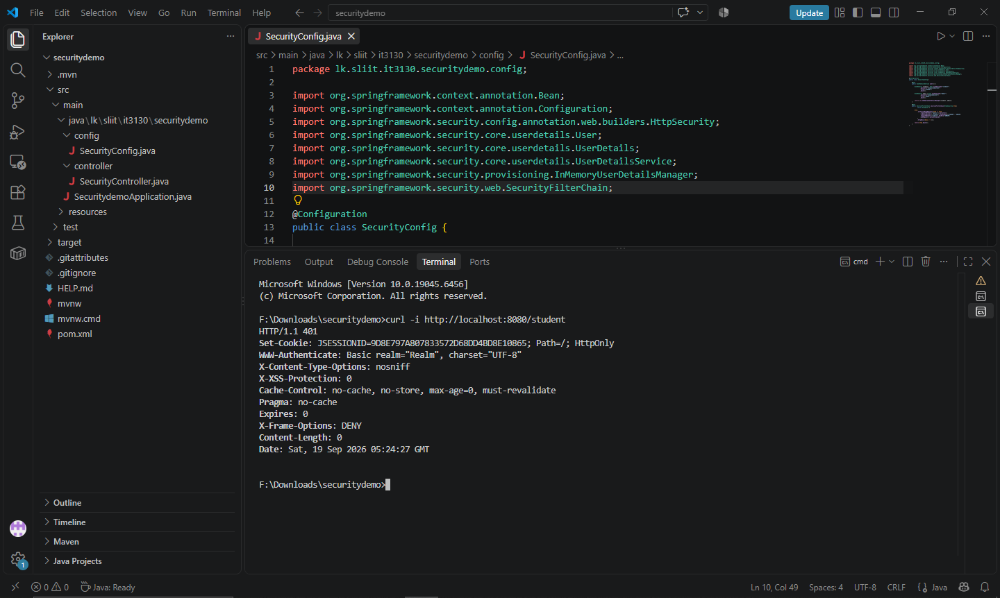 File Edit Selection View Go Run Terminal Help
securitydemo
Update
Explorer
securitydemo
.mvn
src
main
java\lk\sliit\it3130\securitydemo
config
SecurityConfig.java
controller
SecurityController.java
SecuritydemoApplication.java
resources
test
target
.gitattributes
.gitignore
HELP.md
mvnw
mvnw.cmd
pom.xml
Outline
Timeline
Maven
Java Projects
1
SecurityConfig.java
src > main > java > lk > sliit > it3130 > securitydemo > config > SecurityConfig.java > ...
1 package lk.sliit.it3130.securitydemo.config;
2
3 import org.springframework.context.annotation.Bean;
4 import org.springframework.context.annotation.Configuration;
5 import org.springframework.security.config.annotation.web.builders.HttpSecurity;
6 import org.springframework.security.core.userdetails.User;
7 import org.springframework.security.core.userdetails.UserDetails;
8 import org.springframework.security.core.userdetails.UserDetailsService;
9 import org.springframework.security.provisioning.InMemoryUserDetailsManager;
10 import org.springframework.security.web.SecurityFilterChain;
11
12 @Configuration
13 public class SecurityConfig {
14
Problems Output Debug Console Terminal Ports
cmd
Microsoft Windows [Version 10.0.19045.6456]
(c) Microsoft Corporation. All rights reserved.
F:\Downloads\securitydemo>curl -i http://localhost:8080/student
HTTP/1.1 401
Set-Cookie: JSESSIONID=9D8E797A807833572D68DD4BD8E10865; Path=/; HttpOnly
WWW-Authenticate: Basic realm="Realm", charset="UTF-8"
X-Content-Type-Options: nosniff
X-XSS-Protection: 0
Cache-Control: no-cache, no-store, max-age=0, must-revalidate
Pragma: no-cache
Expires: 0
X-Frame-Options: DENY
Content-Length: 0
Date: Sat, 19 Sep 2026 05:24:27 GMT
F:\Downloads\securitydemo>
0 0 Java: Ready
Ln 10, Col 49 Spaces: 4 UTF-8 CRLF {} Java